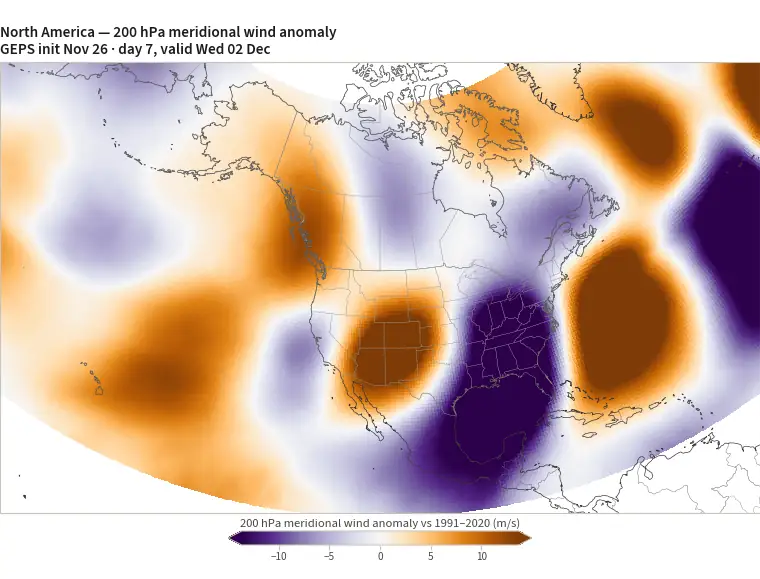 North America — 200 hPa meridional wind anomaly
GEPS init Nov 26 · day 7, valid Wed 02 Dec
200 hPa meridional wind anomaly vs 1991–2020 (m/s)
−10 −5 0 5 10